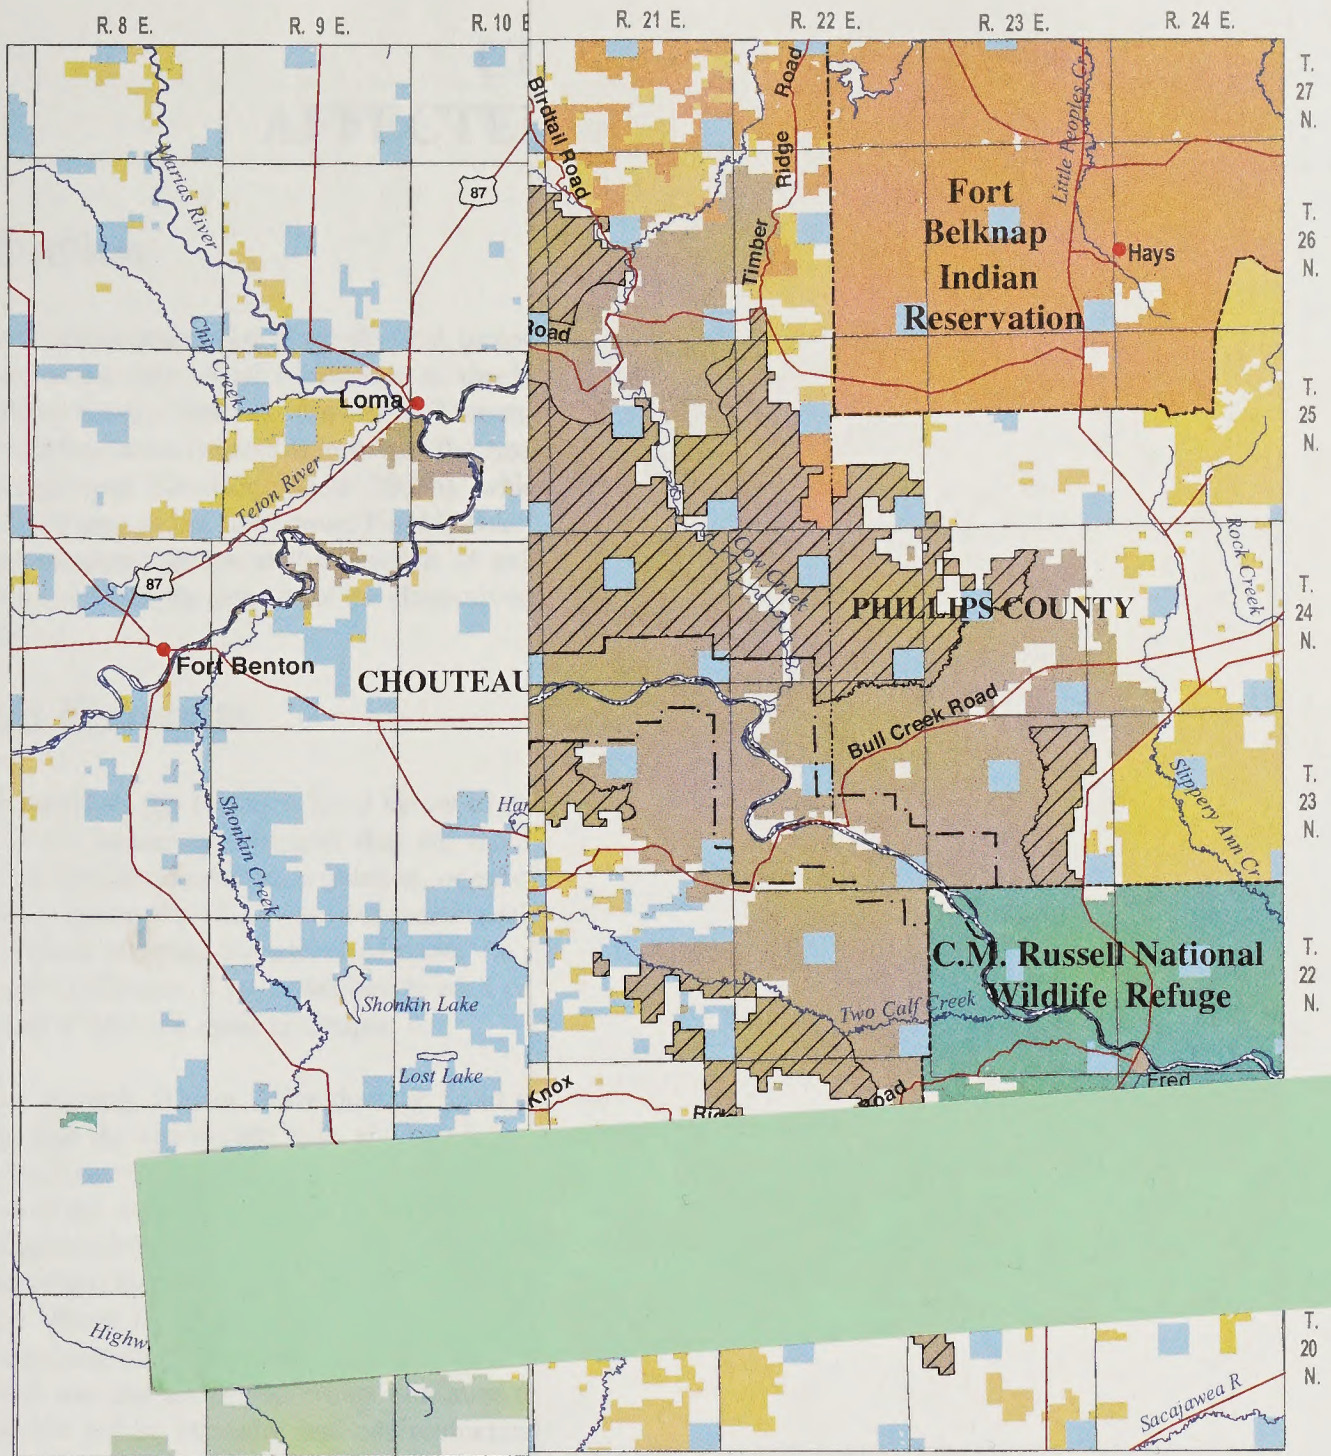 R. 8 E.
R. 9 E.
R. 10 E
R. 21 E.
R. 22 E.
R. 23 E.
R. 24 E.
T.
27
N.
T.
26
N.
T.
25
N.
T.
24
N.
T.
23
N.
T.
22
N.
T.
20
N.
Marias River
87
Birdtail Road
Timber Ridge Road
Little Peoples Cr
Fort
Belknap
Indian
Reservation
Hays
Chip Creek
Road
Loma
Teton River
Cow Creek
Rock Creek
87
PHILLIPS COUNTY
Fort Benton
CHOUTEAU
Bull Creek Road
Slippery Ann Cr
Shonkin Creek
Har
C.M. Russell National
Wildlife Refuge
Two Calf Creek
Shonkin Lake
Lost Lake
Knox
Rid
Road
Fred
Highw
Sacajawea R